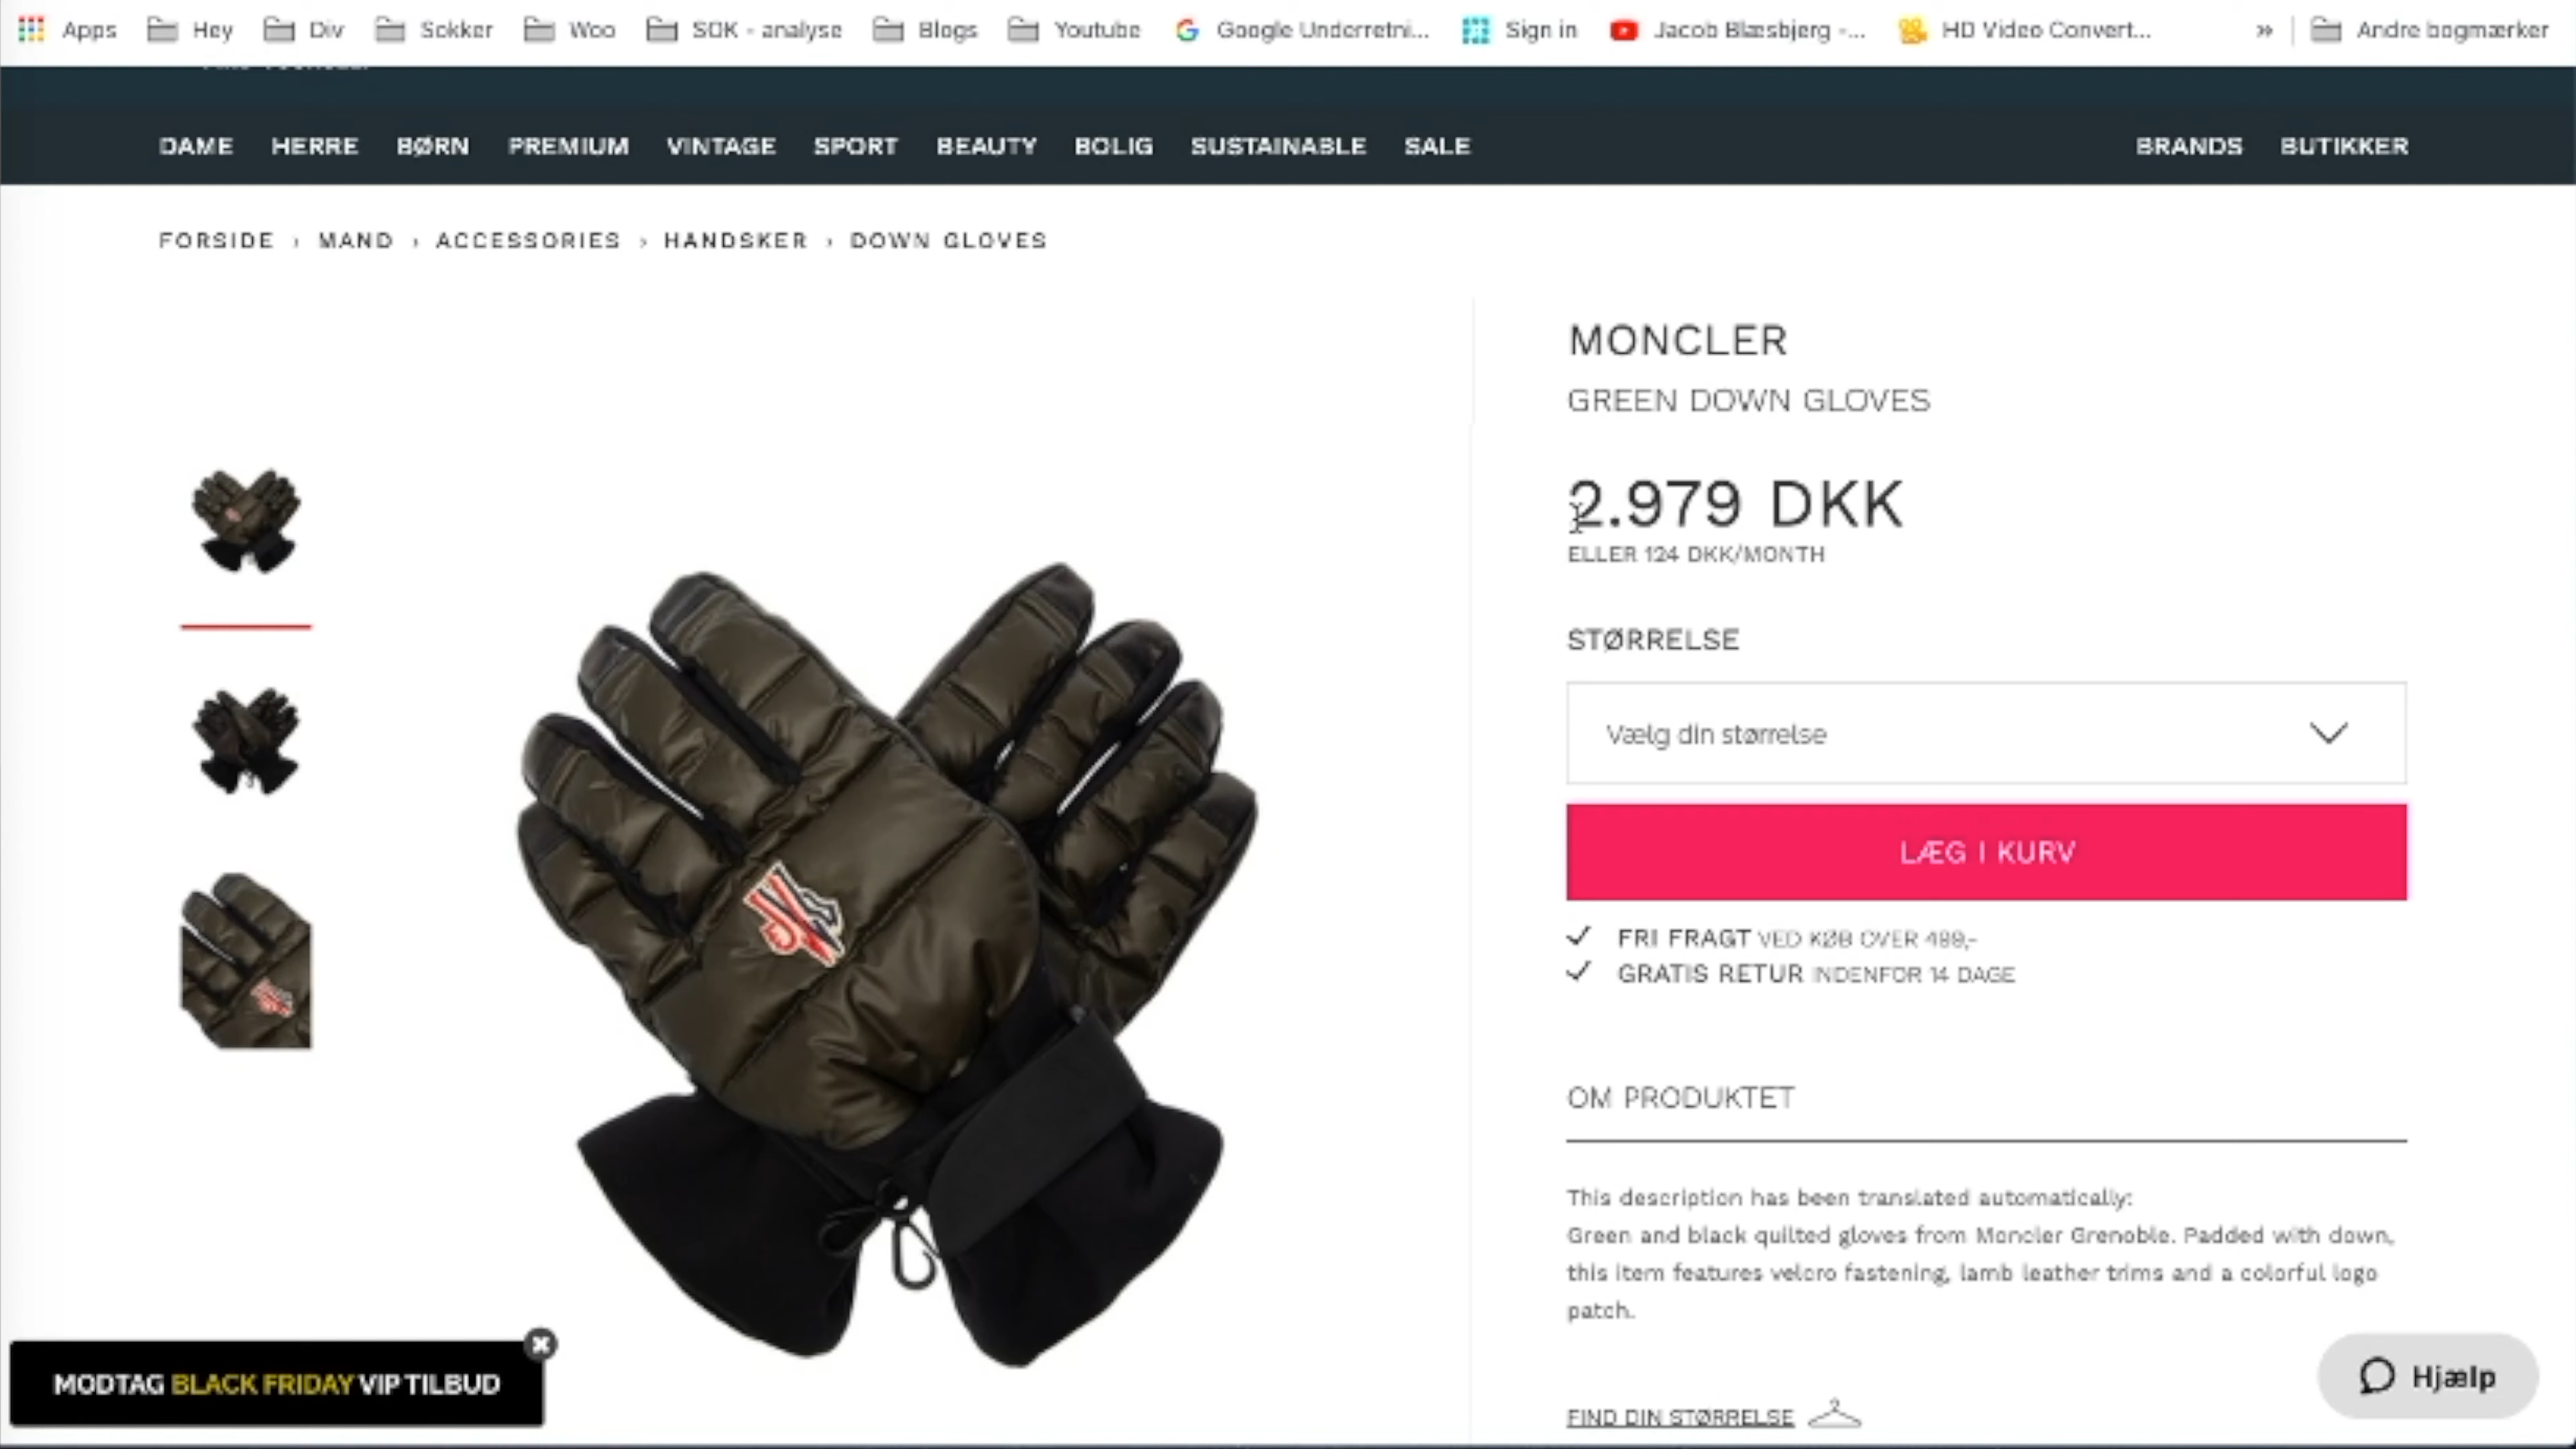 Apps Hey Div Sokker Woo SOK - analyse Blogs Youtube Google Underretni... Sign in Jacob Blæsbjerg -... HD Video Convert... » Andre bogmærker
DAME HERRE BØRN PREMIUM VINTAGE SPORT BEAUTY BOLIG SUSTAINABLE SALE BRANDS BUTIKKER
FORSIDE › MAND › ACCESSORIES › HANDSKER › DOWN GLOVES
MONCLER
GREEN DOWN GLOVES
2.979 DKK
ELLER 124 DKK/MONTH
STØRRELSE
Vælg din størrelse
LÆG I KURV
FRI FRAGT VED KØB OVER 499,-
GRATIS RETUR INDENFOR 14 DAGE
OM PRODUKTET
This description has been translated automatically:
Green and black quilted gloves from Moncler Grenoble. Padded with down,
this item features velcro fastening, lamb leather trims and a colorful logo
patch.
FIND DIN STØRRELSE
MODTAG BLACK FRIDAY VIP TILBUD
Hjælp